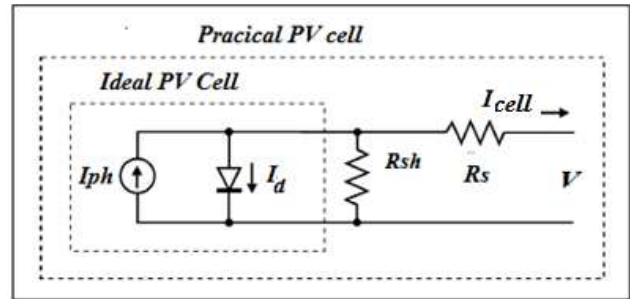 Pracical PV cell
Ideal PV Cell
Icell
Iph
Id
Rsh
Rs
V